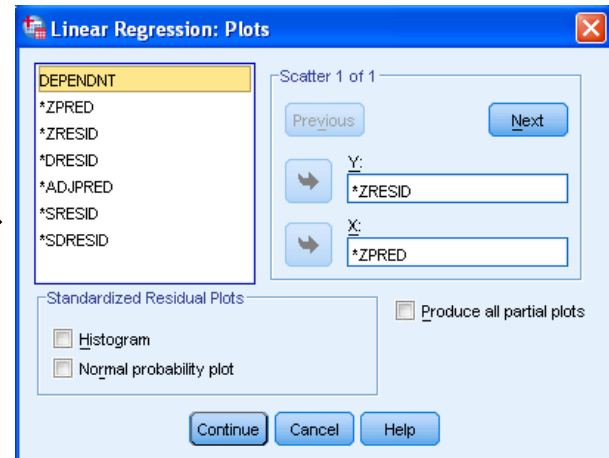 Linear Regression: Plots
DEPENDNT
*ZPRED
*ZRESID
*DRESID
*ADJPRED
*SRESID
*SDRESID
Scatter 1 of 1
Previous
Next
Y:
*ZRESID
X:
*ZPRED
Standardized Residual Plots
Histogram
Normal probability plot
Produce all partial plots
Continue
Cancel
Help